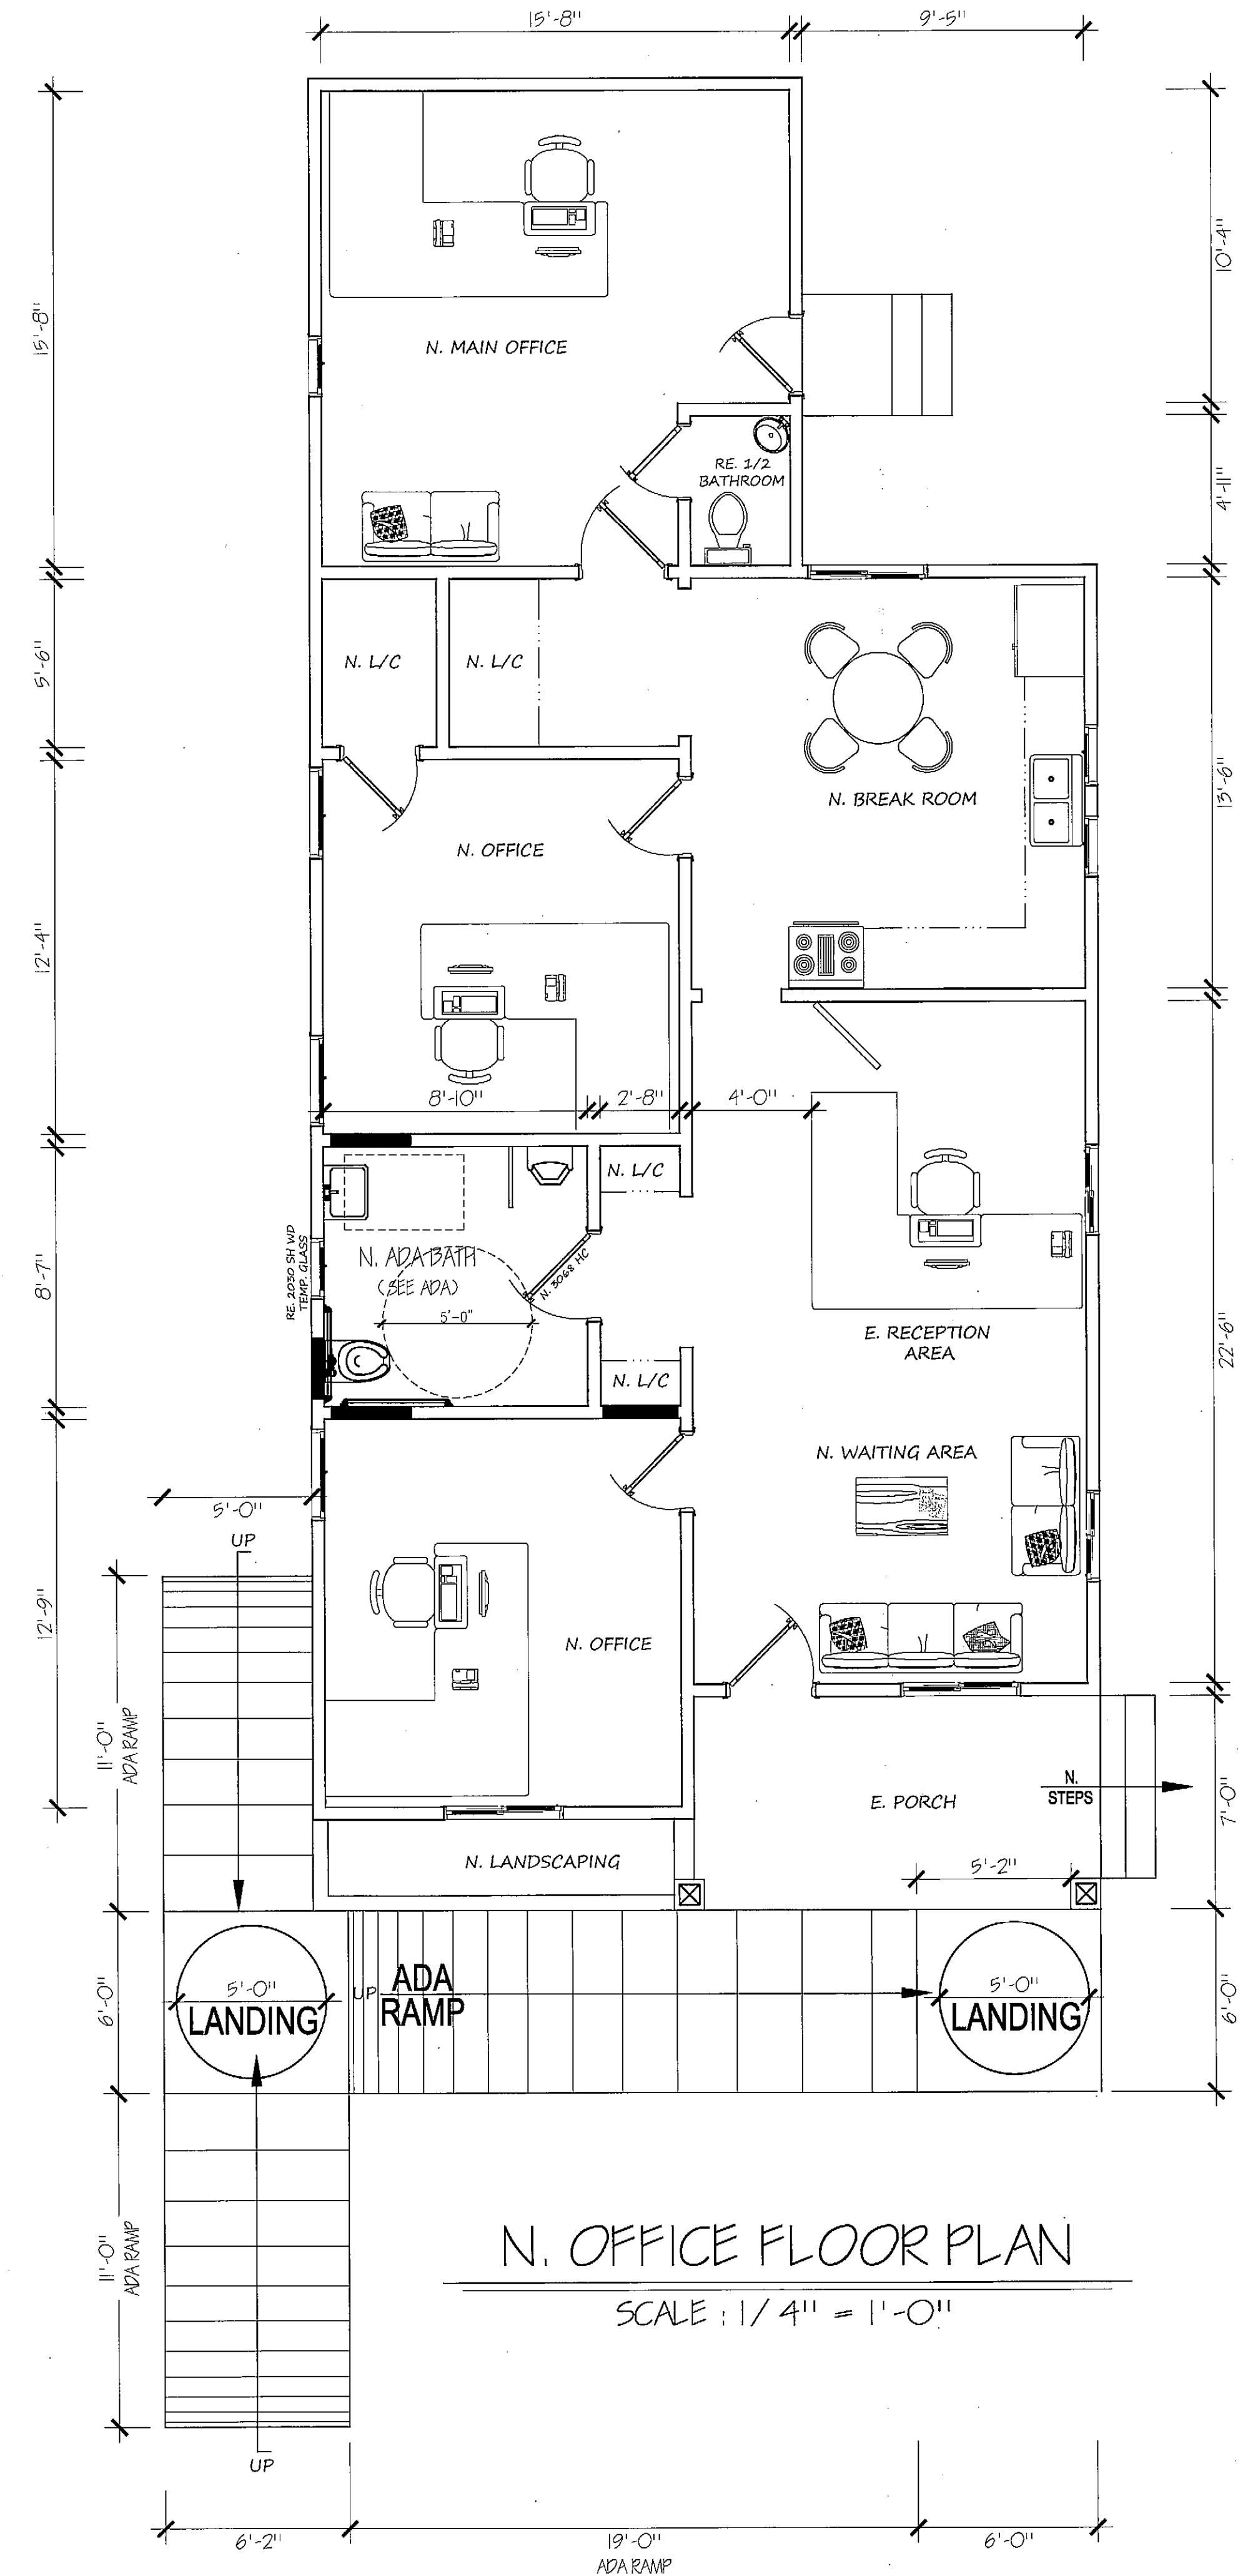 15'-8"
9'-5"
15'-8"
10'-4"
N. MAIN OFFICE
RE. 1/2
BATHROOM
4'-11"
5'-6"
N. L/C
N. L/C
N. BREAK ROOM
13'-6"
N. OFFICE
12'-4"
8'-10"
2'-8"
4'-0"
N. L/C
RE. 2030 SH WD
TEMP. GLASS
N. ADA BATH
(SEE ADA)
N. 3068 HC
5'-0"
8'-7"
E. RECEPTION
AREA
22'-6"
N. L/C
N. WAITING AREA
5'-0"
UP
12'-9"
N. OFFICE
11'-0"
ADA RAMP
N.
STEPS
E. PORCH
7'-0"
N. LANDSCAPING
5'-2"
6'-0"
5'-0"
LANDING
UP
ADA
RAMP
5'-0"
LANDING
6'-0"
11'-0"
ADA RAMP
N. OFFICE FLOOR PLAN
SCALE : 1/4" = 1'-0"
UP
6'-2"
19'-0"
ADA RAMP
6'-0"